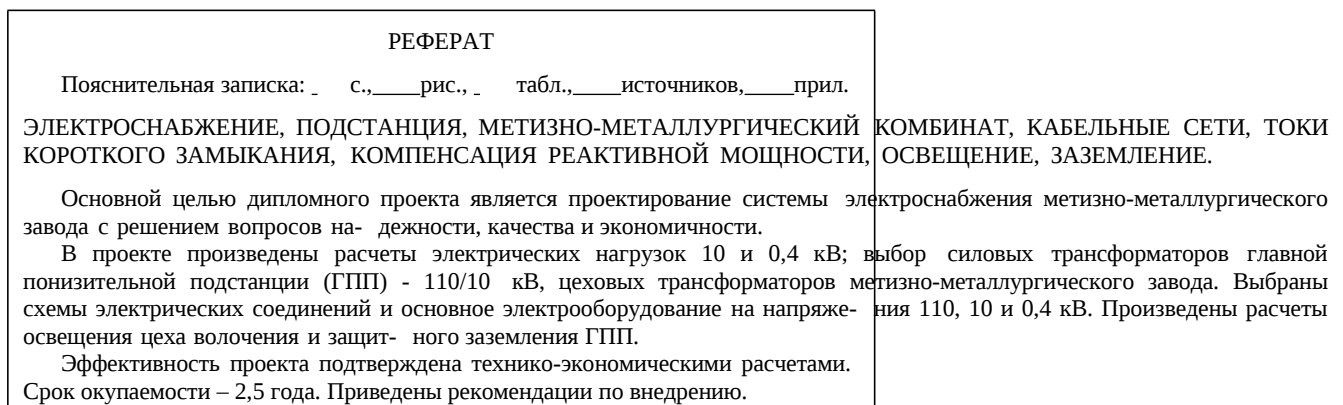 РЕФЕРАТ
Пояснительная записка: _ с.,____рис., _ табл.,____источников,____прил.
ЭЛЕКТРОСНАБЖЕНИЕ, ПОДСТАНЦИЯ, МЕТИЗНО-МЕТАЛЛУРГИЧЕСКИЙ КОМБИНАТ, КАБЕЛЬНЫЕ СЕТИ, ТОКИ
КОРОТКОГО ЗАМЫКАНИЯ, КОМПЕНСАЦИЯ РЕАКТИВНОЙ МОЩНОСТИ, ОСВЕЩЕНИЕ, ЗАЗЕМЛЕНИЕ.
Основной целью дипломного проекта является проектирование системы электроснабжения метизно-металлургического
завода с решением вопросов на- дежности, качества и экономичности.
В проекте произведены расчеты электрических нагрузок 10 и 0,4 кВ; выбор силовых трансформаторов главной
понизительной подстанции (ГПП) - 110/10 кВ, цеховых трансформаторов метизно-металлургического завода. Выбраны
схемы электрических соединений и основное электрооборудование на напряже- ния 110, 10 и 0,4 кВ. Произведены расчеты
освещения цеха волочения и защит- ного заземления ГПП.
Эффективность проекта подтверждена технико-экономическими расчетами.
Срок окупаемости – 2,5 года. Приведены рекомендации по внедрению.